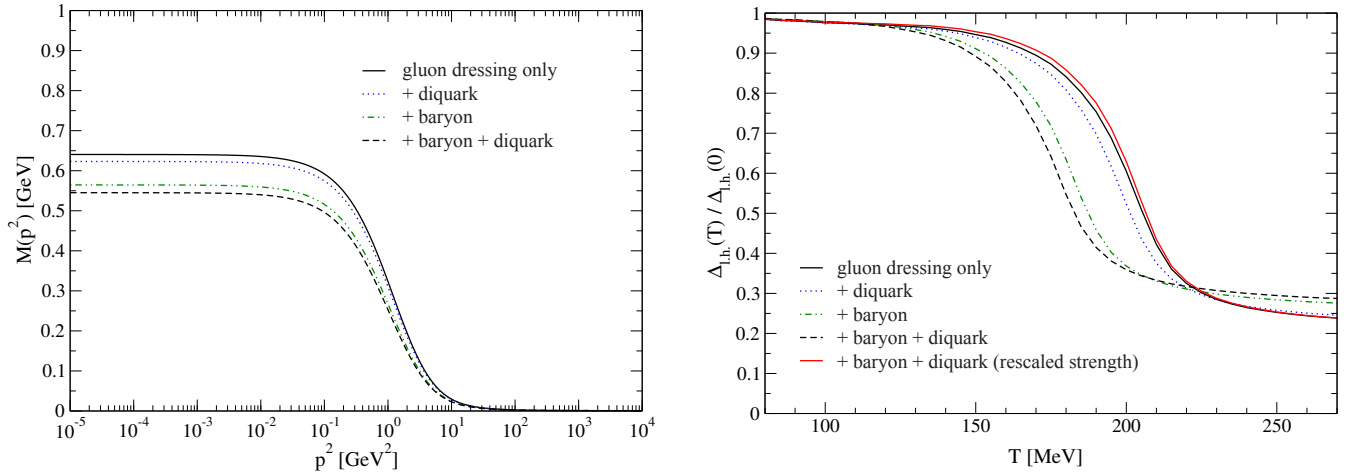 1
0.9
0.8
0.7
0.6
0.5
0.4
0.3
0.2
0.1
0
M(p²) [GeV]
gluon dressing only
+ diquark
+ baryon
+ baryon + diquark
10⁻⁵ 10⁻⁴ 10⁻³ 10⁻² 10⁻¹ 10⁰ 10¹ 10² 10³ 10⁴
p² [GeV²]
1
0.9
0.8
0.7
0.6
0.5
0.4
0.3
0.2
0.1
0
Δl.h.(T) / Δl.h.(0)
gluon dressing only
+ diquark
+ baryon
+ baryon + diquark
+ baryon + diquark (rescaled strength)
100 150 200 250
T [MeV]